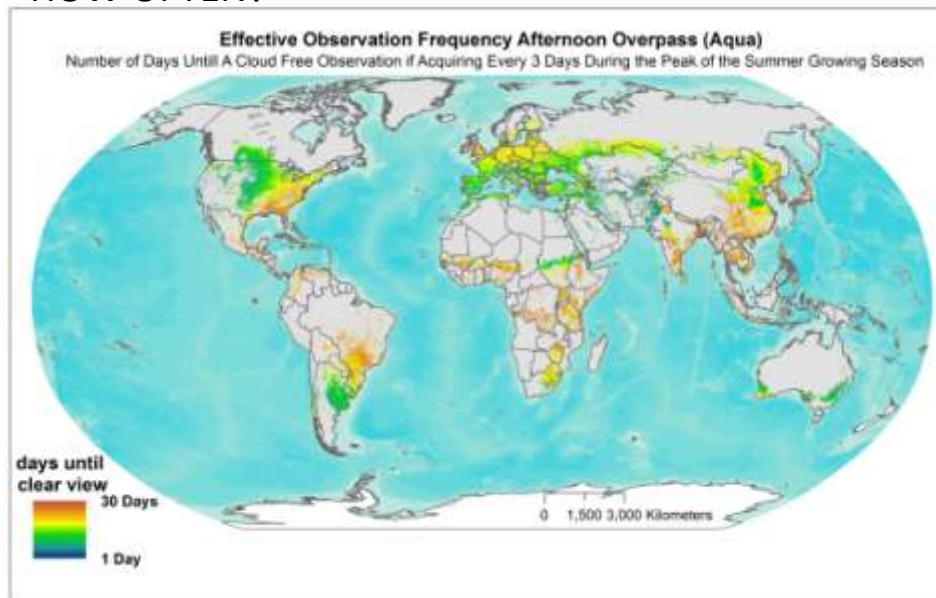 HOW OFTEN?
Effective Observation Frequency Afternoon Overpass (Aqua)
Number of Days Untill A Cloud Free Observation if Acquiring Every 3 Days During the Peak of the Summer Growing Season
days until
clear view
30 Days
1 Day
0 1,500 3,000 Kilometers